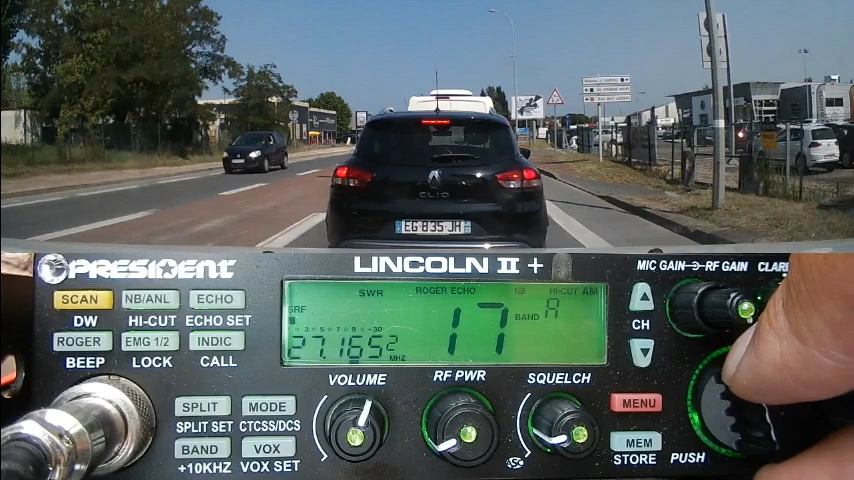 CLIO
EG 835 JH
PRESIDENT
LINCOLN II +
MIC GAIN RF GAIN CLARI
SCAN NB/ANL ECHO
DW HI-CUT ECHO SET
ROGER EMG 1/2 INDIC
BEEP LOCK CALL
SWR ROGER ECHO NB HI-CUT AM
SRF
17 BAND A
27.1652 MHZ
CH
VOLUME RF PWR SQUELCH
SPLIT MODE
SPLIT SET CTCSS/DCS
BAND VOX
+10KHZ VOX SET
ASC
MENU
MEM
STORE PUSH